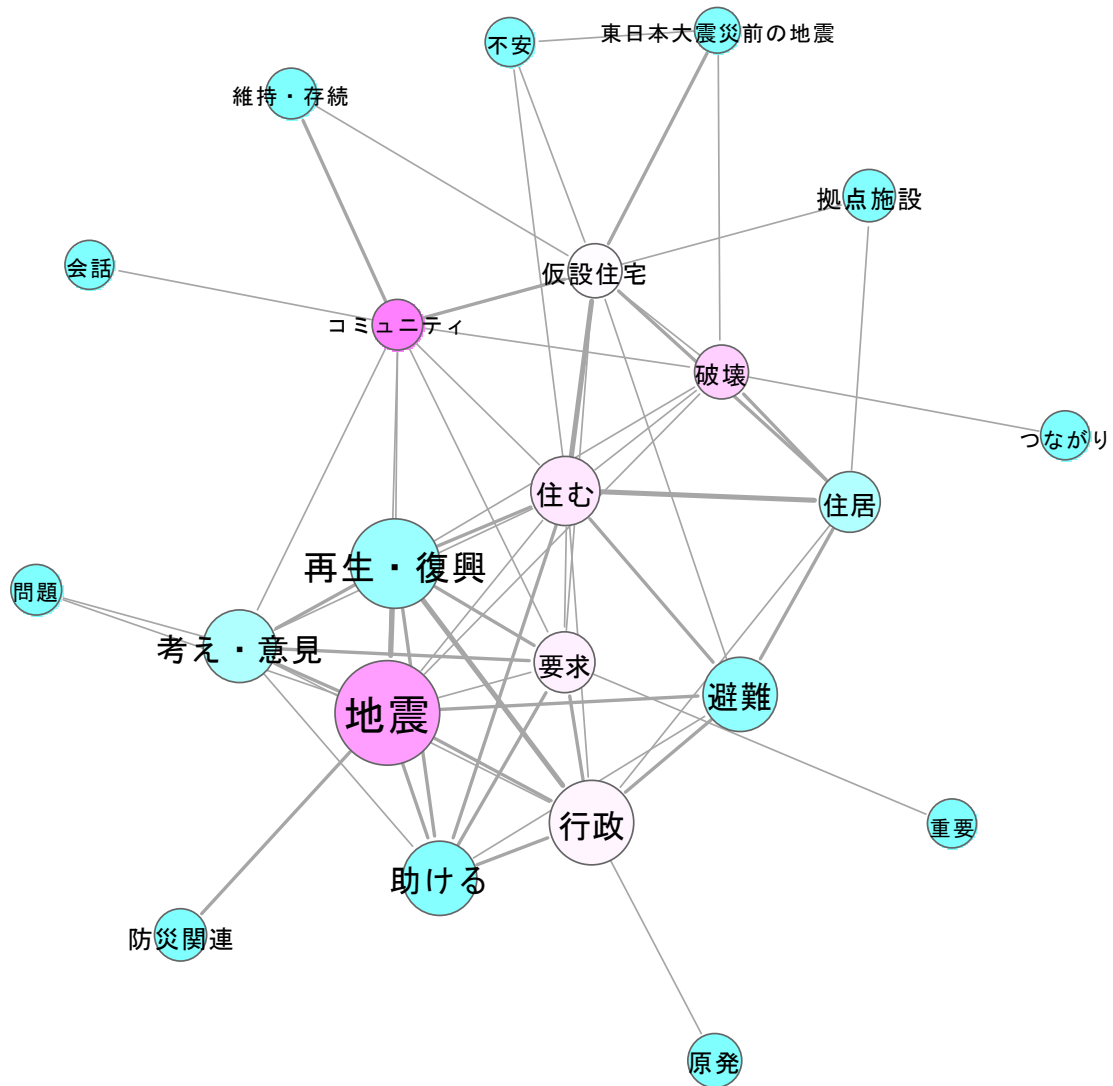 東日本大震災前の地震
不安
維持・存続
拠点施設
会話
仮設住宅
コミュニティ
破壊
つながり
住む
住居
再生・復興
問題
考え・意見
要求
避難
地震
行政
重要
助ける
防災関連
原発